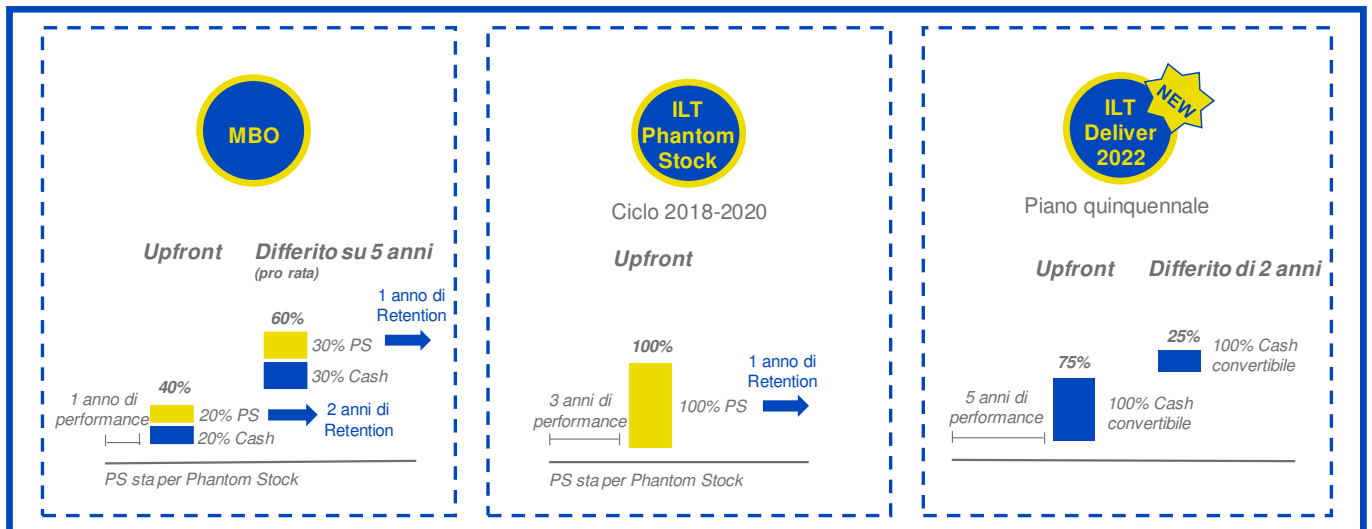 MBO
Upfront
Differito su 5 anni
(pro rata)
1 anno di
Retention
60%
30% PS
30% Cash
40%
1 anno di
performance
20% PS
20% Cash
2 anni di
Retention
PS sta per Phantom Stock
ILT
Phantom
Stock
Ciclo 2018-2020
Upfront
100%
3 anni di
performance
100% PS
1 anno di
Retention
PS sta per Phantom Stock
ILT
Deliver
2022
NEW
Piano quinquennale
Upfront
Differito di 2 anni
25%
100% Cash
convertibile
75%
5 anni di
performance
100% Cash
convertibile